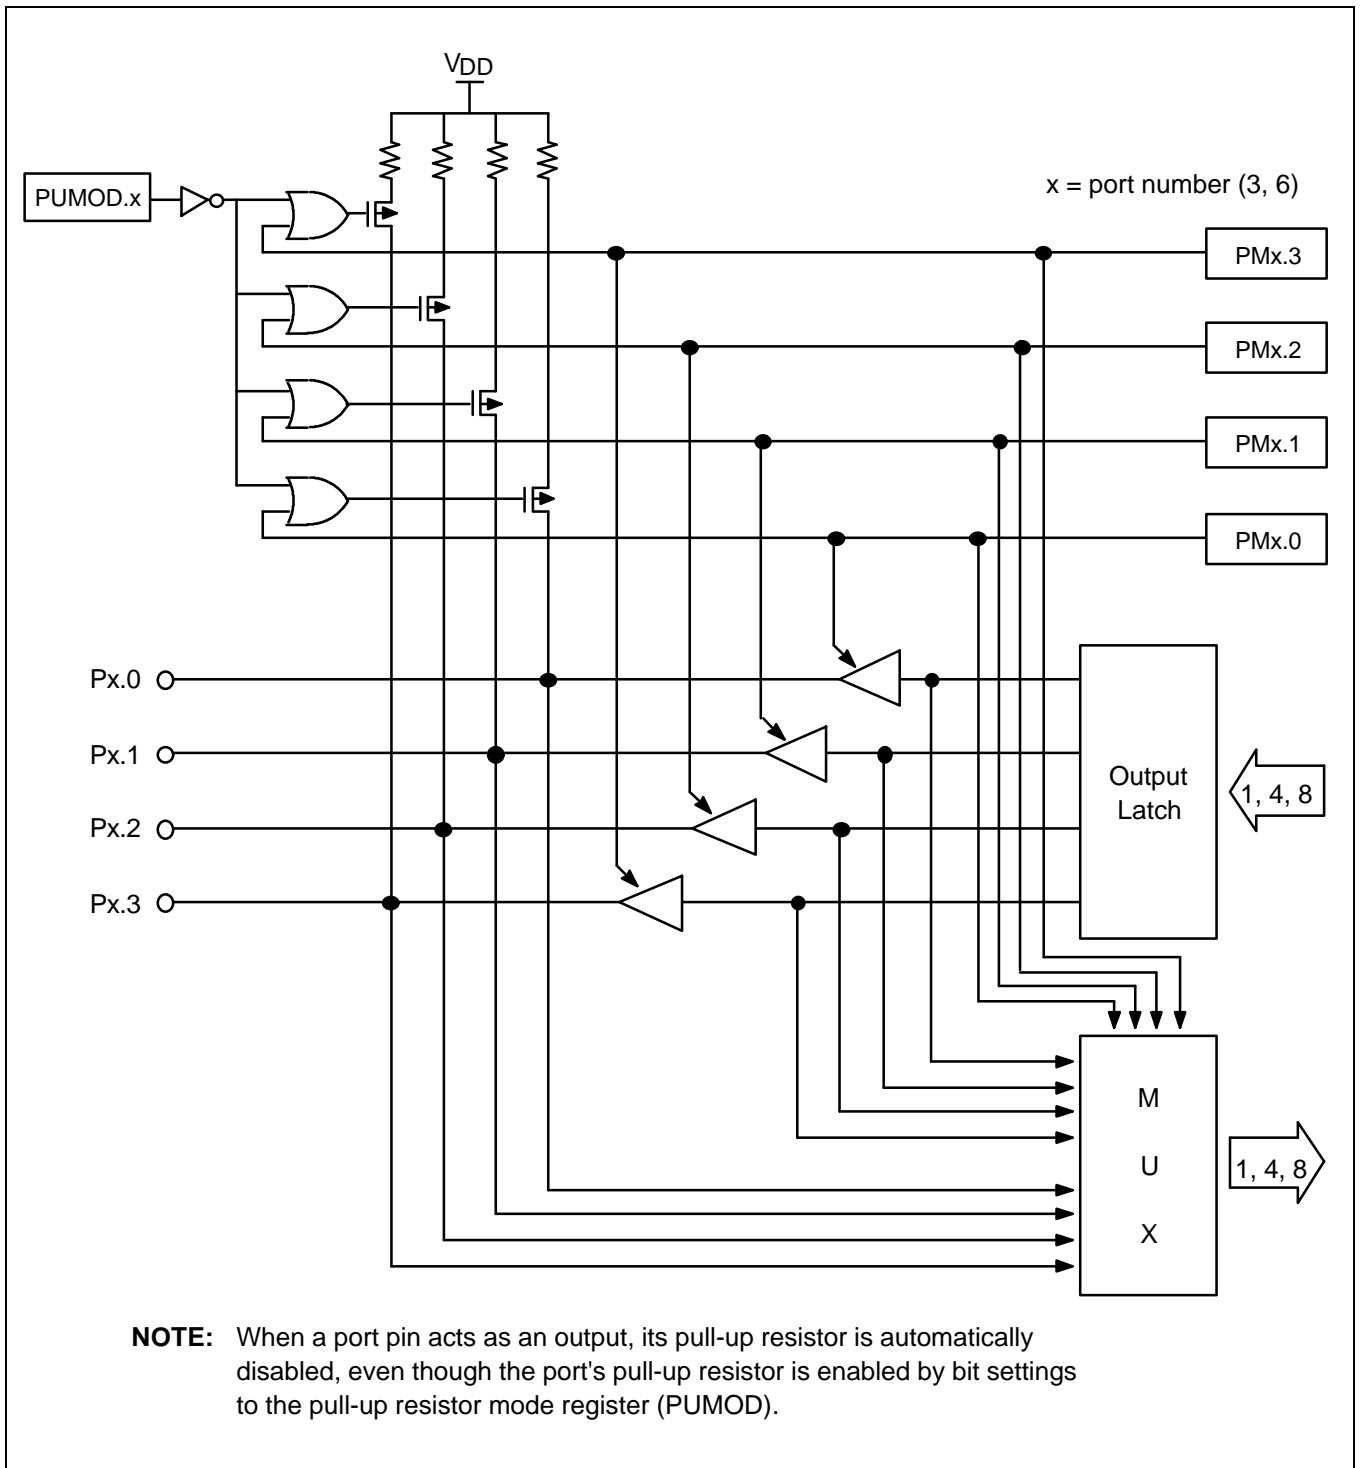 VDD
PUMOD.x
x = port number (3, 6)
PMx.3
PMx.2
PMx.1
PMx.0
Px.0
Px.1
Px.2
Px.3
Output
Latch
1, 4, 8
M
U
X
1, 4, 8
NOTE: When a port pin acts as an output, its pull-up resistor is automatically
disabled, even though the port's pull-up resistor is enabled by bit settings
to the pull-up resistor mode register (PUMOD).